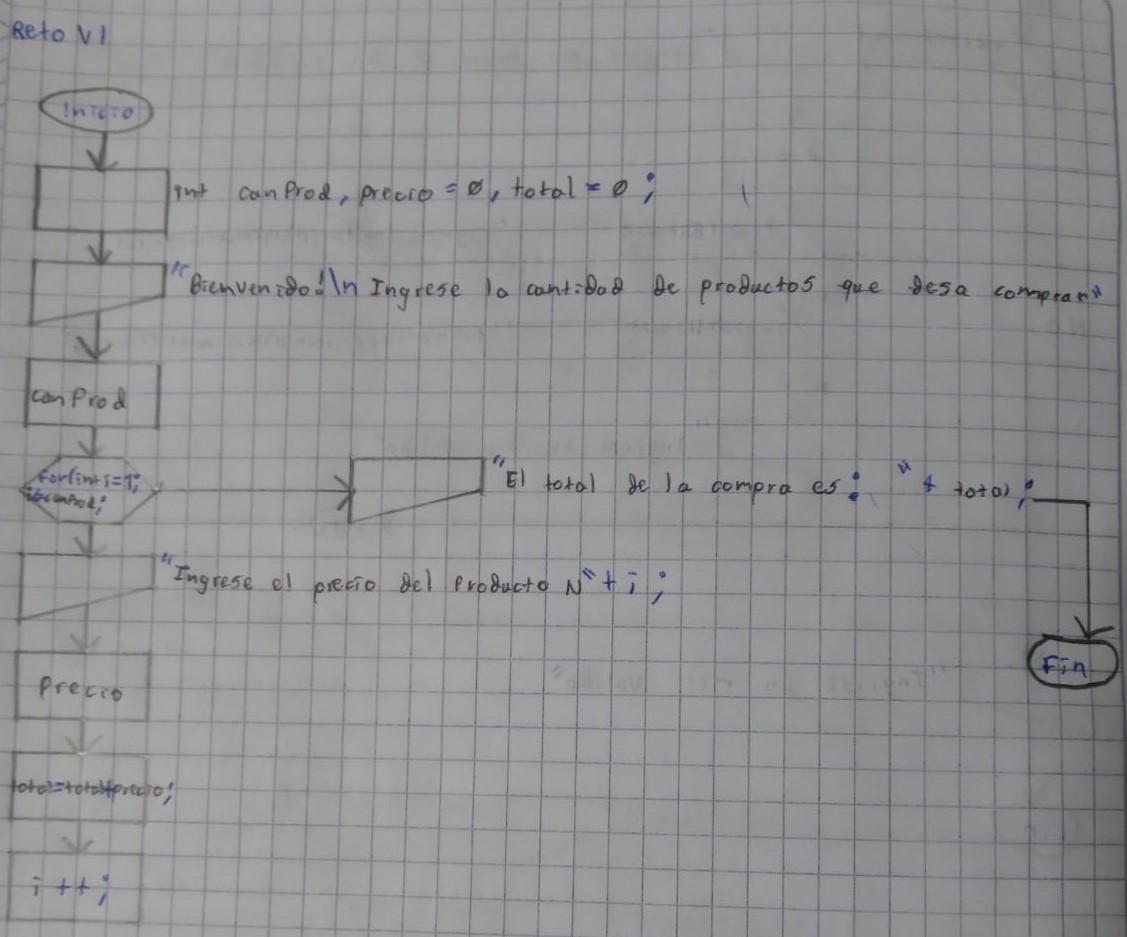 Reto V1
Inicio
int canProd, precio = 0, total = 0;
"Bienvenido!\n Ingrese la cantidad de productos que desa comprar"
canProd
for(int i=1;
canProd;
"El total de la compra es: " + total;
"Ingrese el precio del producto N" + i;
Fin
precio
total=total+precio;
i ++;